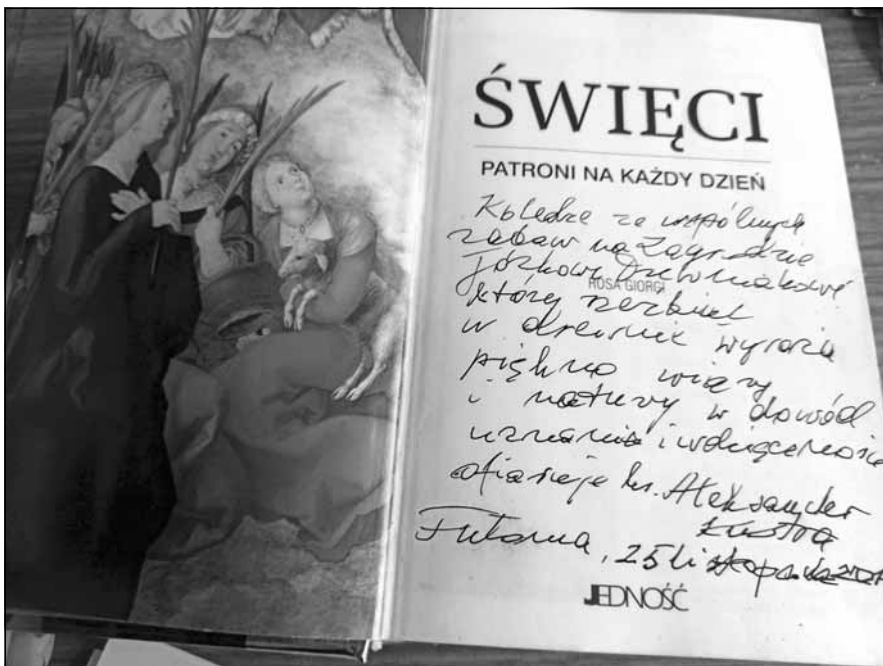 ŚWIĘCI
PATRONI NA KAŻDY DZIEŃ
Koledze ze wspólnych
zabaw na Zagrodzie
Józkowi
ROSA GIORGI
który rzeźbiąc
w drewnie wyraża
piękno wiary
i natury w dowód
uznania i wdzięczności
ofiaruje ks. Aleksander
Kustra
Futoma, 25 listopada
JEDNOŚĆ